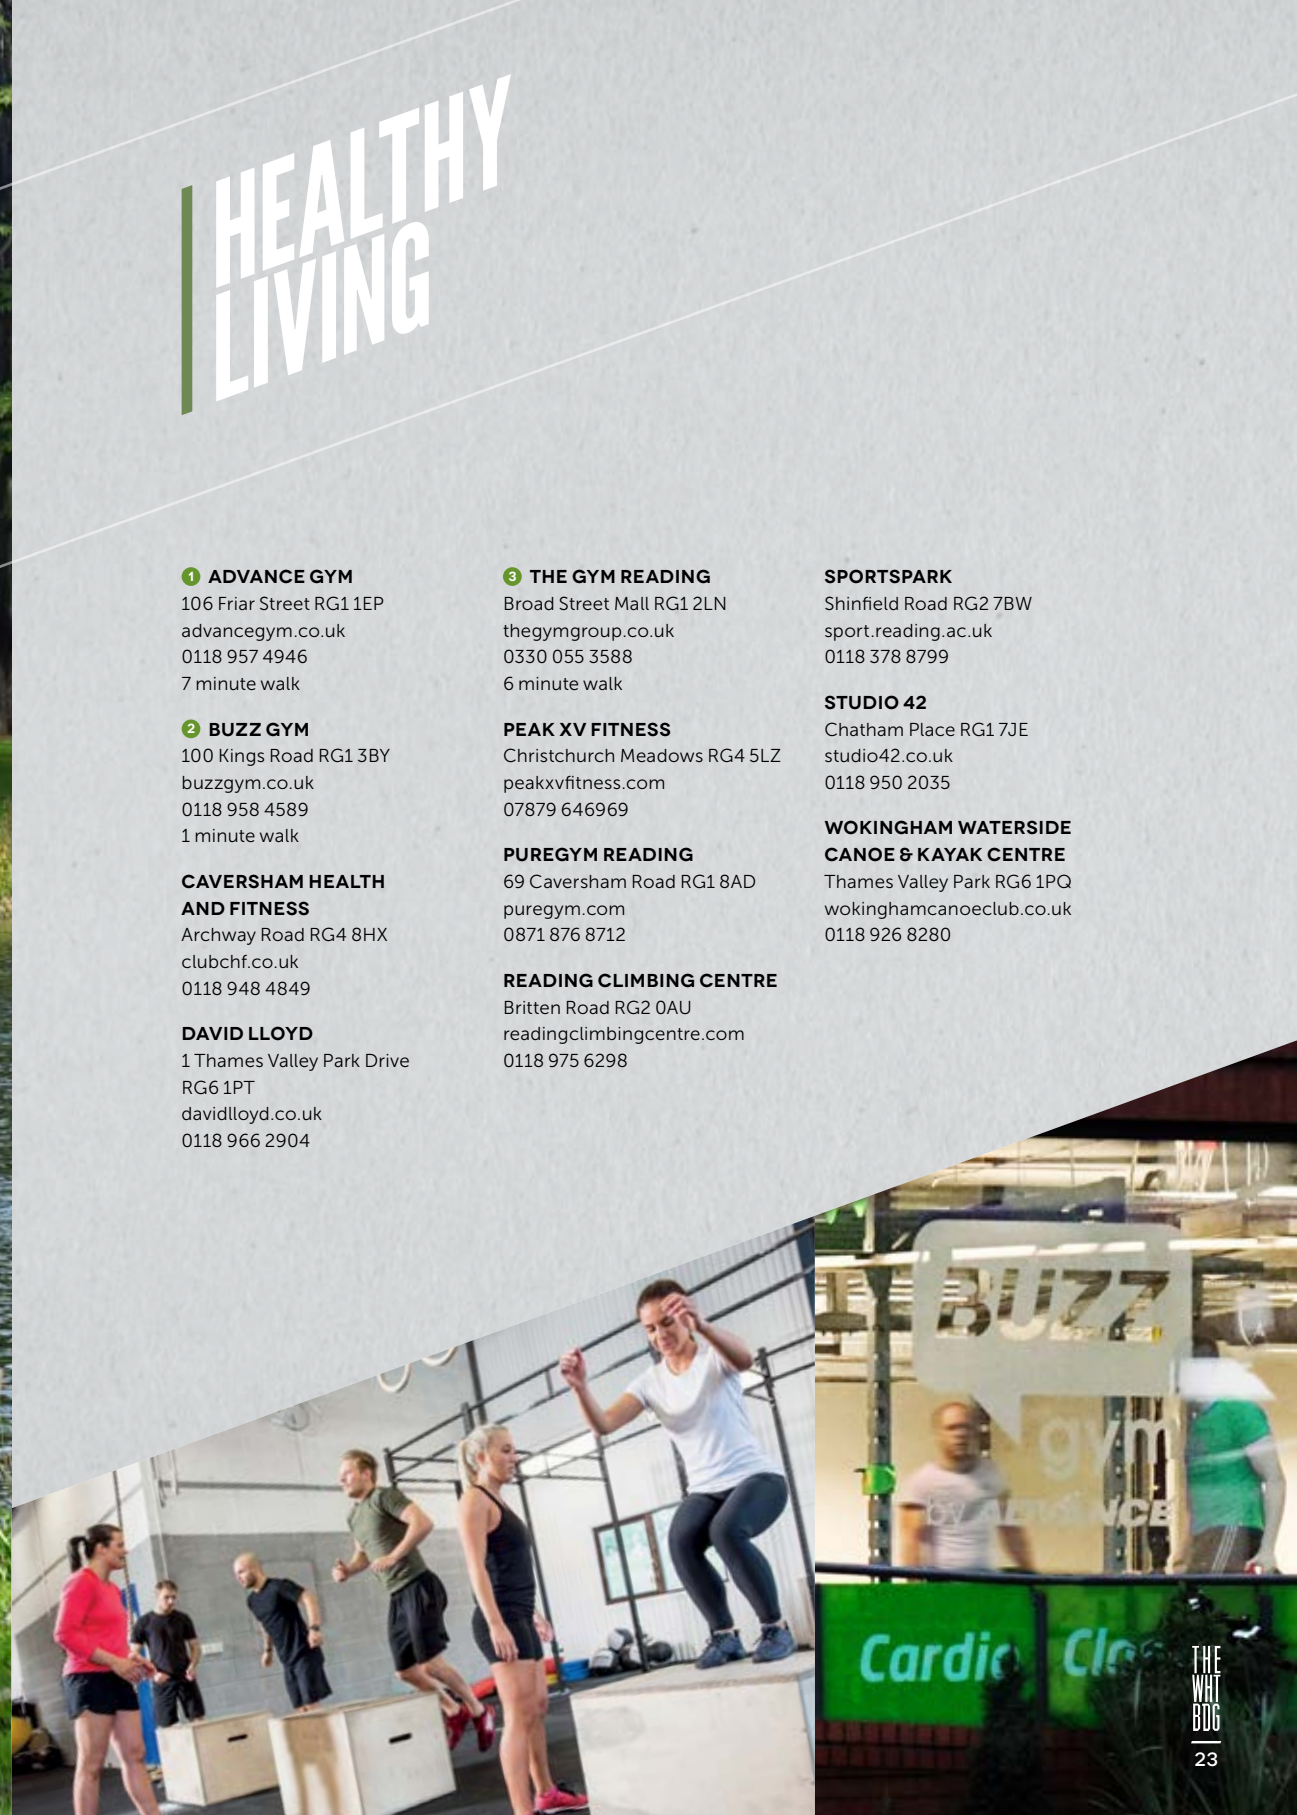 HEALTHY
LIVING
1 ADVANCE GYM
106 Friar Street RG1 1EP
advancegym.co.uk
0118 957 4946
7 minute walk
2 BUZZ GYM
100 Kings Road RG1 3BY
buzzgym.co.uk
0118 958 4589
1 minute walk
CAVERSHAM HEALTH
AND FITNESS
Archway Road RG4 8HX
clubchf.co.uk
0118 948 4849
DAVID LLOYD
1 Thames Valley Park Drive
RG6 1PT
davidlloyd.co.uk
0118 966 2904
3 THE GYM READING
Broad Street Mall RG1 2LN
thegymgroup.co.uk
0330 055 3588
6 minute walk
PEAK XV FITNESS
Christchurch Meadows RG4 5LZ
peakxvfitness.com
07879 646969
PUREGYM READING
69 Caversham Road RG1 8AD
puregym.com
0871 876 8712
READING CLIMBING CENTRE
Britten Road RG2 0AU
readingclimbingcentre.com
0118 975 6298
SPORTSPARK
Shinfield Road RG2 7BW
sport.reading.ac.uk
0118 378 8799
STUDIO 42
Chatham Place RG1 7JE
studio42.co.uk
0118 950 2035
WOKINGHAM WATERSIDE
CANOE & KAYAK CENTRE
Thames Valley Park RG6 1PQ
wokinghamcanoeclub.co.uk
0118 926 8280
BUZZ
gym
by ADVANCE
Cardio
THE
WHT
BDG
23